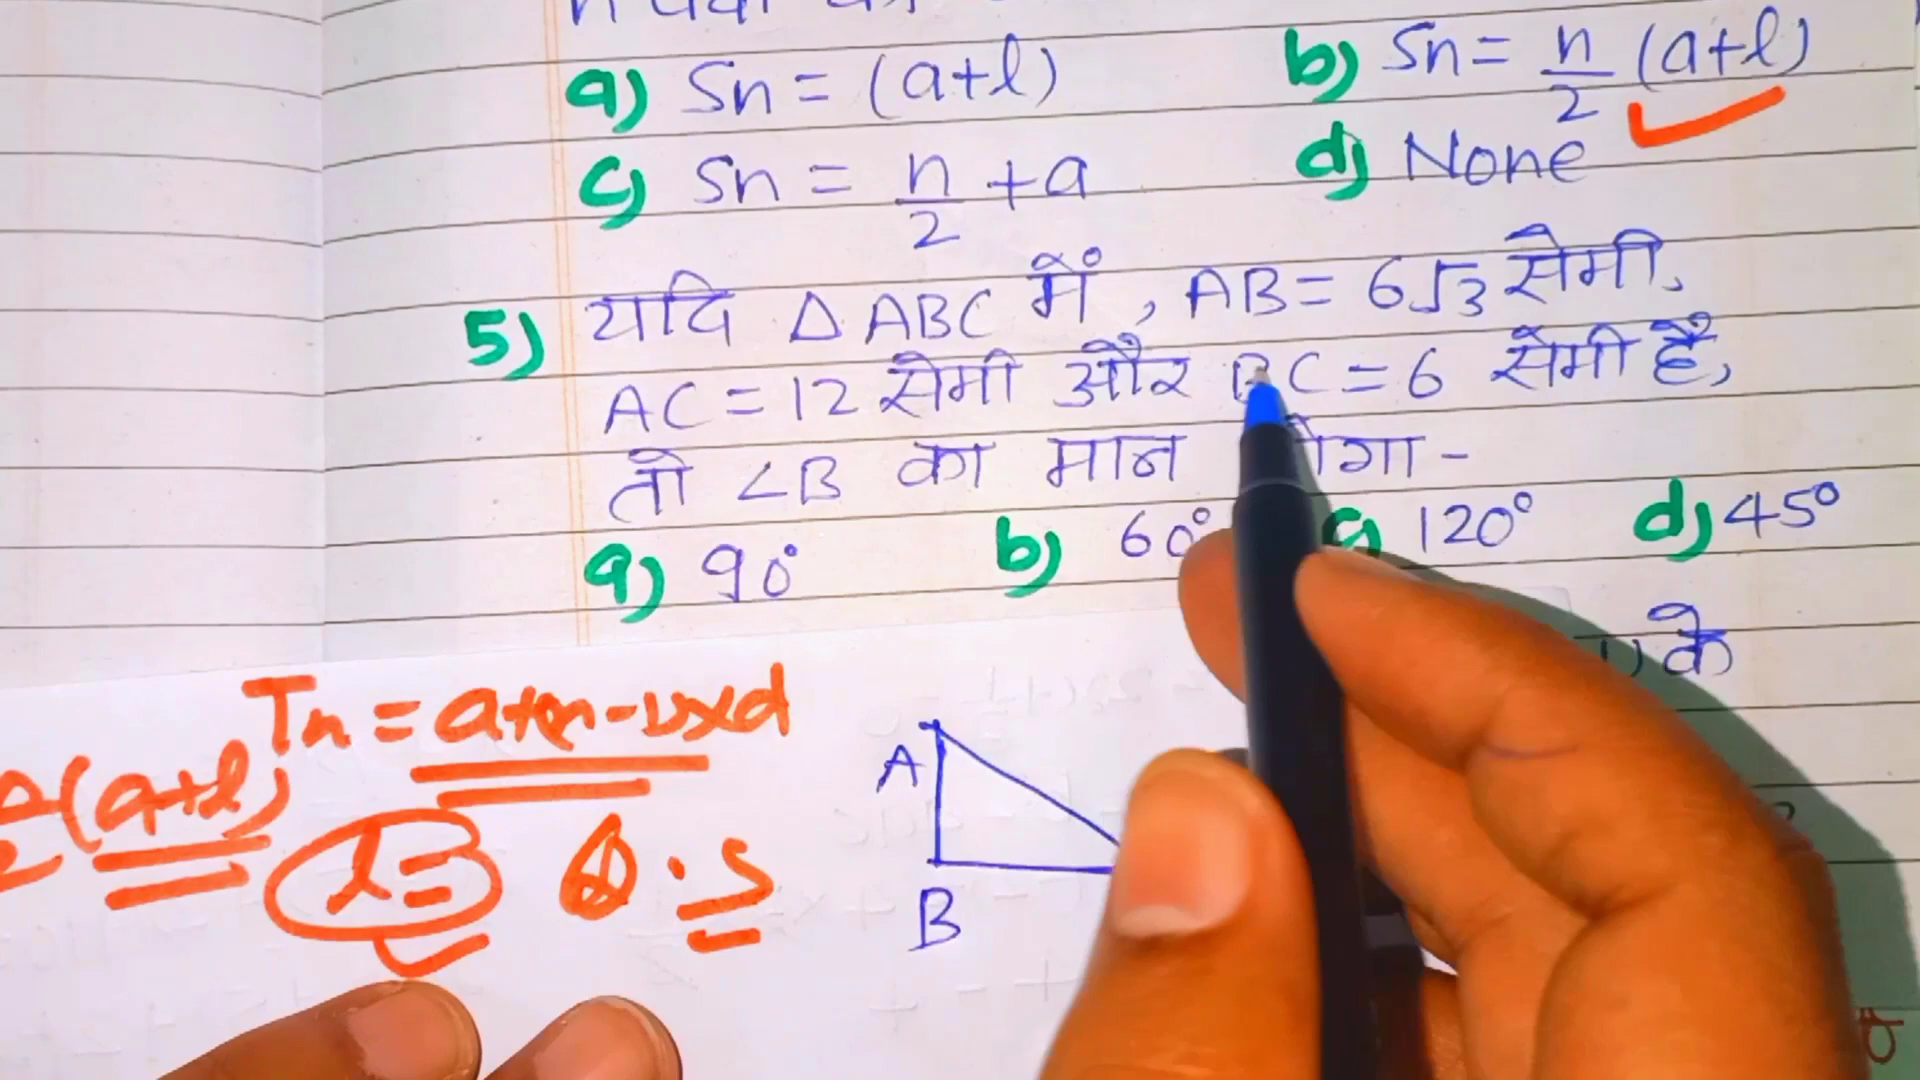 a) Sn = (a+l) b) Sn = n/2 (a+l)
c) Sn = n/2 + a d) None
5) यदि △ ABC में, AB = 6√3 सेमी,
AC = 12 सेमी और BC = 6 सेमी है,
तो ∠B का मान
a) 90° b) 60° c) 120° d) 45°
के
Tn = a+(n-1)xd
(a+l)
l =
A
B